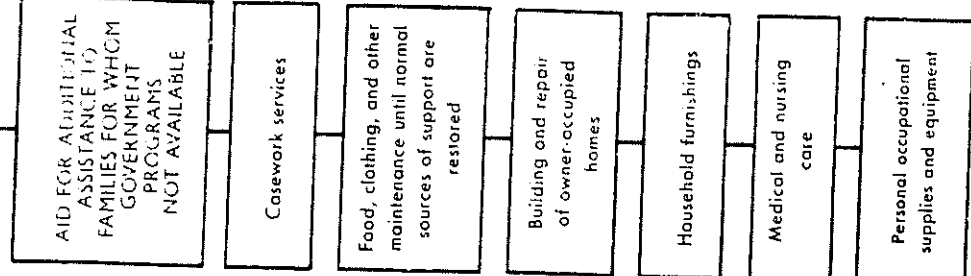 AID FOR ADDITIONAL
ASSISTANCE TO
FAMILIES FOR WHOM
GOVERNMENT
PROGRAMS
NOT AVAILABLE
Casework services
Food, clothing, and other
maintenance until normal
sources of support are
restored
Building and repair
of owner-occupied
homes
Household furnishings
Medical and nursing
care
Personal occupational
supplies and equipment